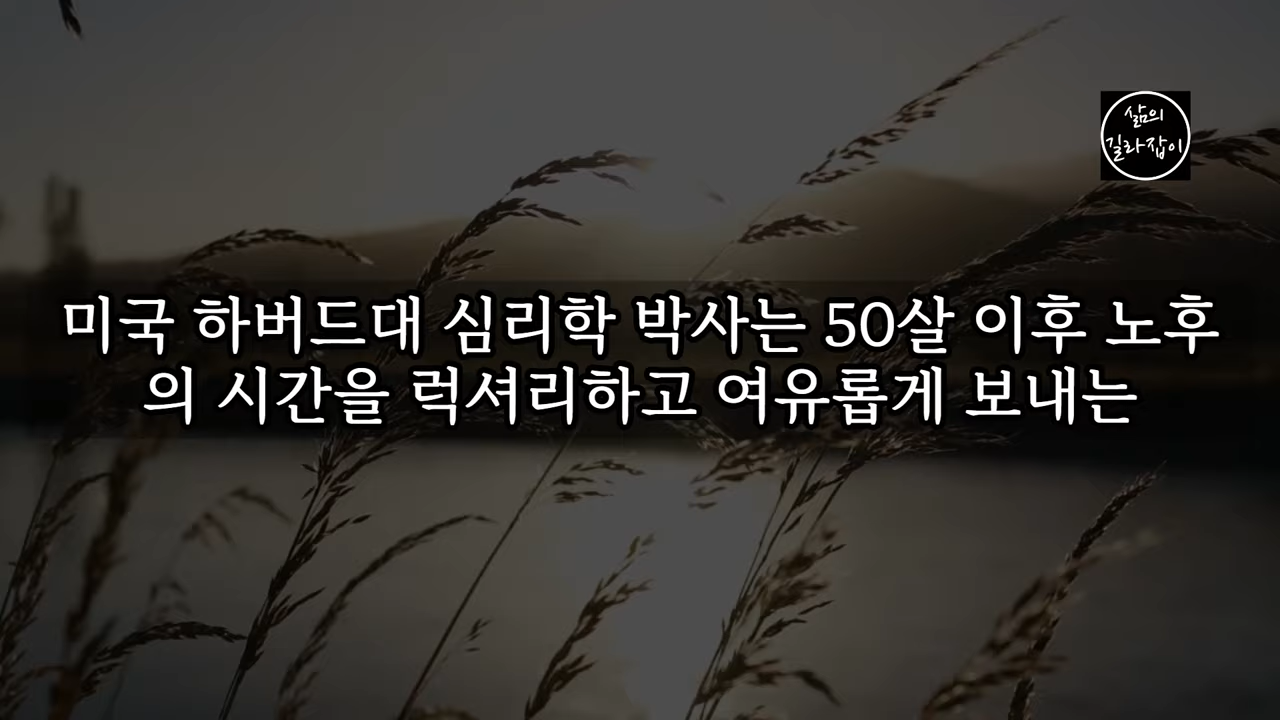 삶의
길라잡이
미국 하버드대 심리학 박사는 50살 이후 노후
의 시간을 럭셔리하고 여유롭게 보내는